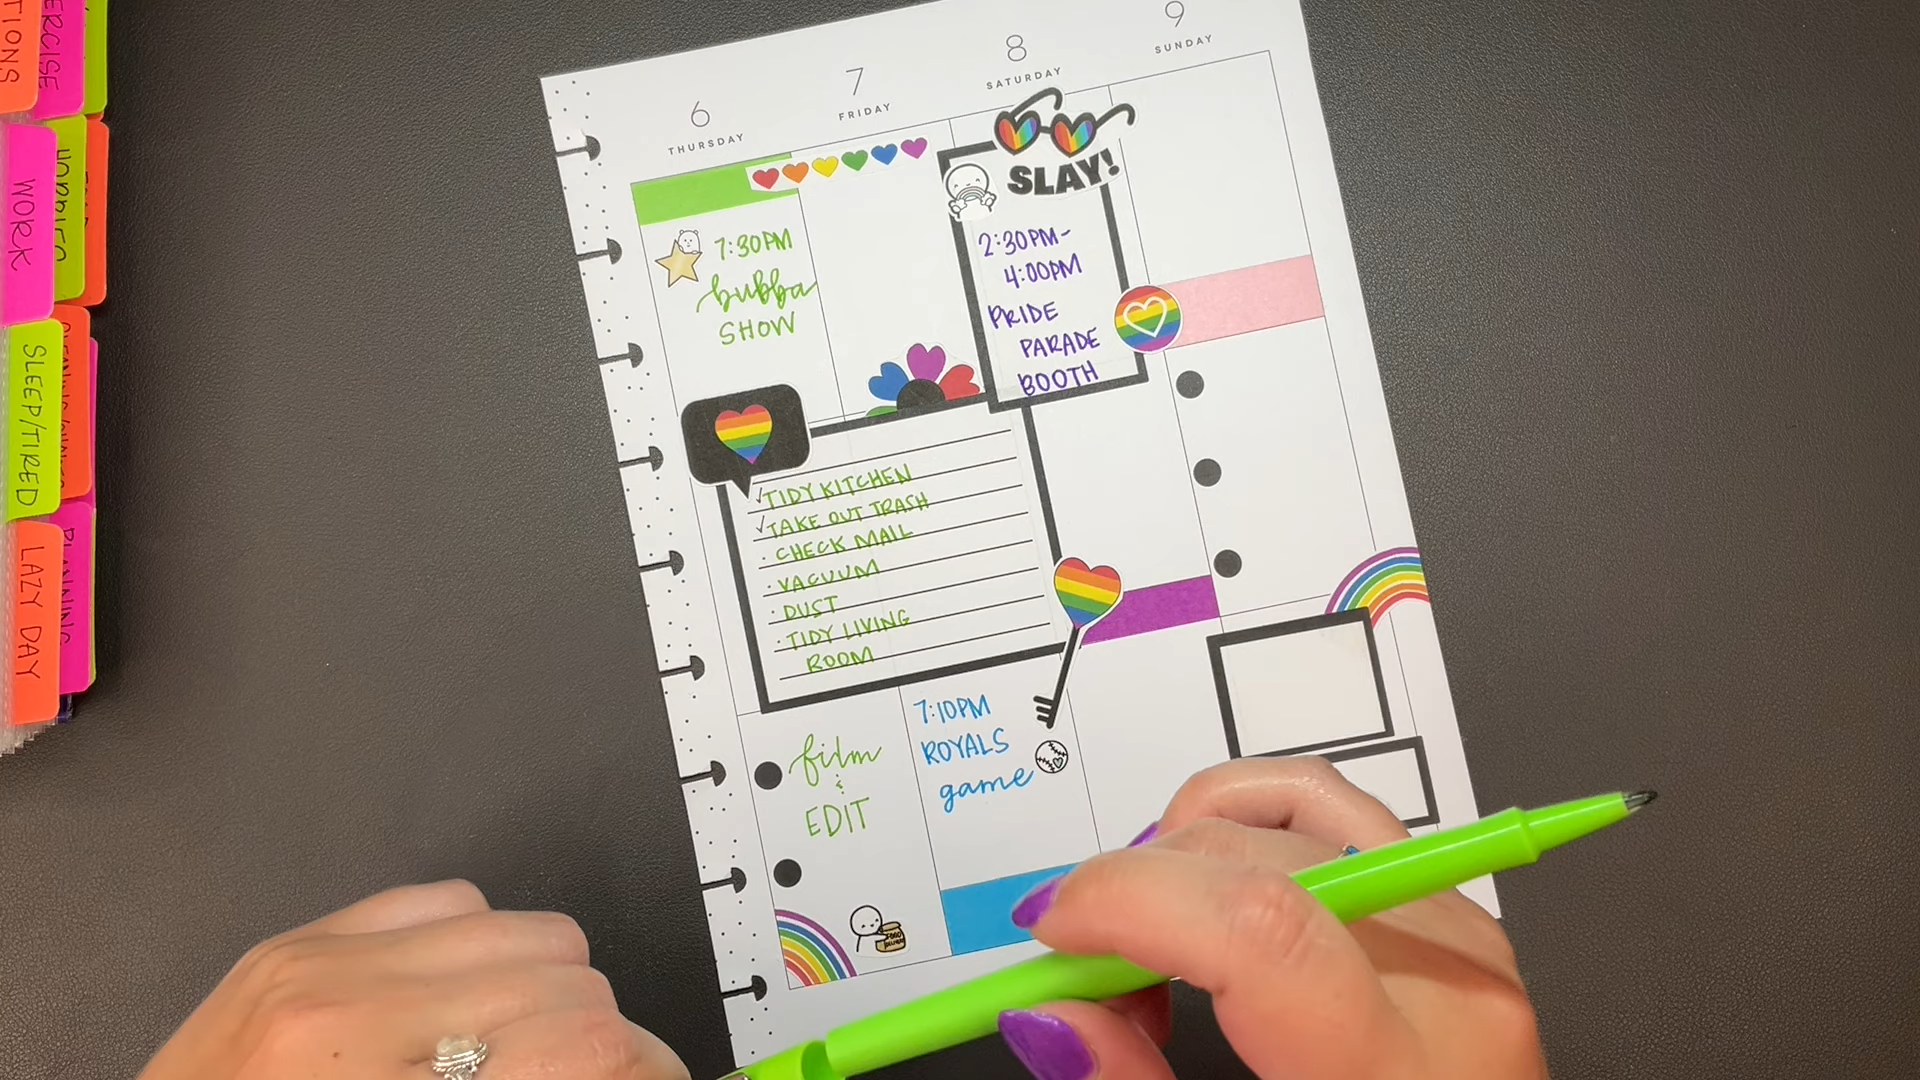 6
THURSDAY
7
FRIDAY
8
SATURDAY
9
SUNDAY
7:30PM
bubba
SHOW
SLAY!
2:30PM-
4:00PM
PRIDE
PARADE
BOOTH
✓TIDY KITCHEN
✓TAKE OUT TRASH
· CHECK MAIL
· VACUUM
· DUST
· TIDY LIVING
ROOM
film
&
EDIT
7:10PM
ROYALS
game
WORK
SLEEP/TIRED
LAZY DAY
HOBBIES
PLANNING